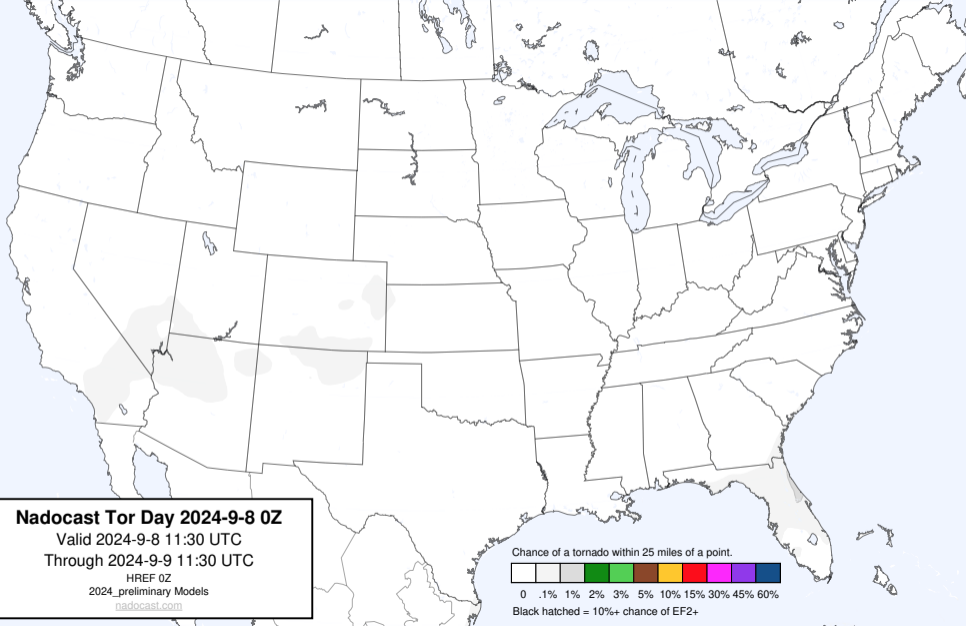 Nadocast Tor Day 2024-9-8 0Z
Valid 2024-9-8 11:30 UTC
Through 2024-9-9 11:30 UTC
HREF 0Z
2024_preliminary Models
nadocast.com
Chance of a tornado within 25 miles of a point.
0 .1% 1% 2% 3% 5% 10% 15% 30% 45% 60%
Black hatched = 10%+ chance of EF2+